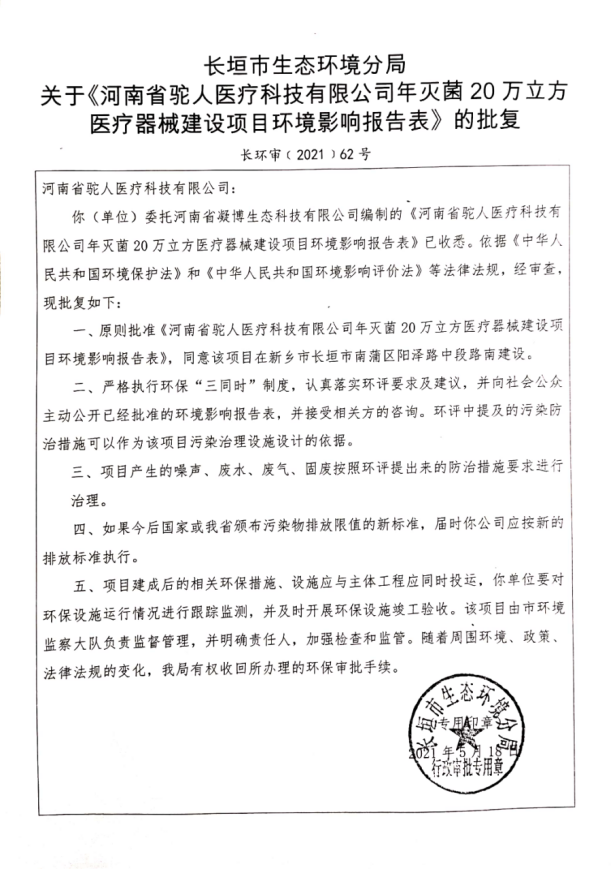 长垣市生态环境分局
关于《河南省驼人医疗科技有限公司年灭菌 20 万立方
医疗器械建设项目环境影响报告表》的批复
长环审﹝2021﹞62 号
河南省驼人医疗科技有限公司：
你（单位）委托河南省凝博生态科技有限公司编制的《河南省驼人医疗科技有
限公司年灭菌 20 万立方医疗器械建设项目环境影响报告表》已收悉。依据《中华人
民共和国环境保护法》和《中华人民共和国环境影响评价法》等法律法规，经审查，
现批复如下：
一、原则批准《河南省驼人医疗科技有限公司年灭菌 20 万立方医疗器械建设项
目环境影响报告表》，同意该项目在新乡市长垣市南蒲区阳泽路中段路南建设。
二、严格执行环保“三同时”制度，认真落实环评要求及建议，并向社会公众
主动公开已经批准的环境影响报告表，并接受相关方的咨询。环评中提及的污染防
治措施可以作为该项目污染治理设施设计的依据。
三、项目产生的噪声、废水、废气、固废按照环评提出来的防治措施要求进行
治理。
四、如果今后国家或我省颁布污染物排放限值的新标准，届时你公司应按新的
排放标准执行。
五、项目建成后的相关环保措施、设施应与主体工程应同时投运，你单位要对
环保设施运行情况进行跟踪监测，并及时开展环保设施竣工验收。该项目由市环境
监察大队负责监督管理，并明确责任人，加强检查和监管。随着周围环境、政策、
法律法规的变化，我局有权收回所办理的环保审批手续。
长垣市生态环境分局
专用印章
2021 年 5 月 18 日
行政审批专用章